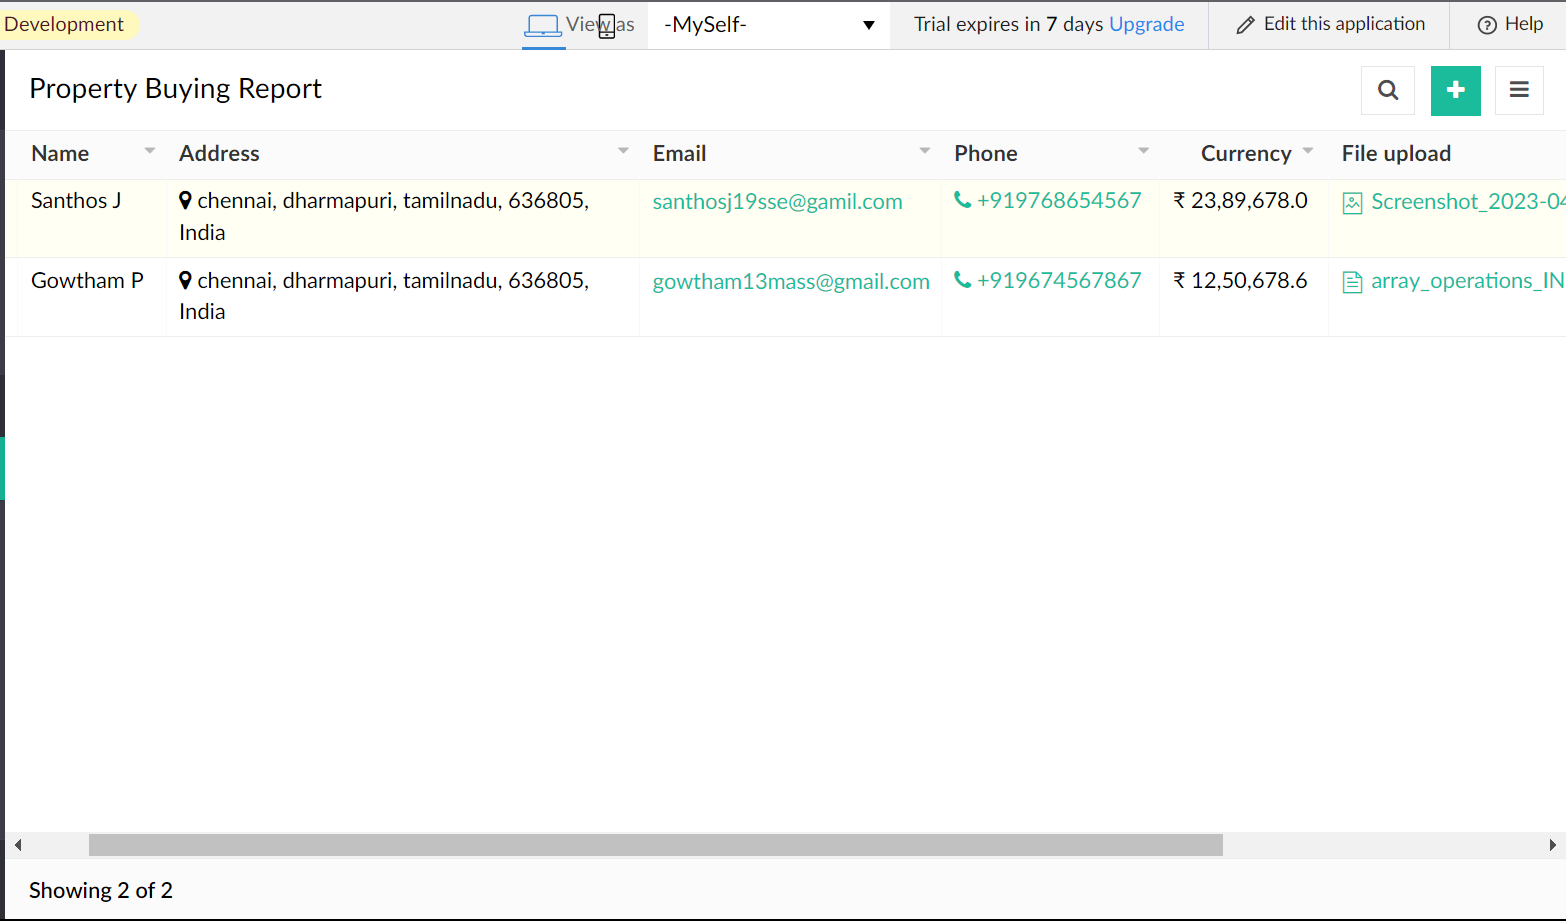 Development View as -MySelf- Trial expires in 7 days Upgrade Edit this application Help
Property Buying Report
Name Address Email Phone Currency File upload
Santhos J chennai, dharmapuri, tamilnadu, 636805, santhosj19sse@gamil.com +919768654567 ₹ 23,89,678.0 Screenshot_2023-04
India
Gowtham P chennai, dharmapuri, tamilnadu, 636805, gowtham13mass@gmail.com +919674567867 ₹ 12,50,678.6 array_operations_IN
India
Showing 2 of 2